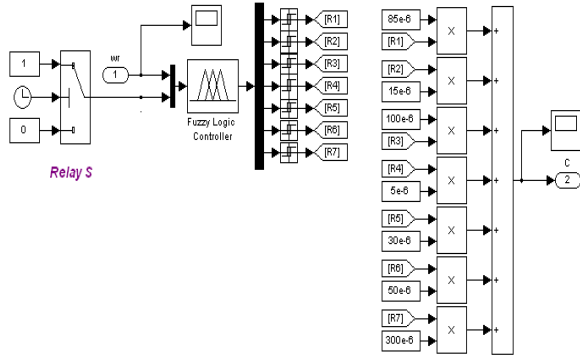 1
0
Relay S
wr
1
Fuzzy Logic
Controller
[R1]
[R2]
[R3]
[R4]
[R5]
[R6]
[R7]
85e-6
[R1]
X
+
[R2]
15e-6
X
+
100e-6
[R3]
X
+
[R4]
5e-6
X
+
[R5]
30e-6
X
+
[R6]
50e-6
X
+
[R7]
300e-6
X
+
C
2